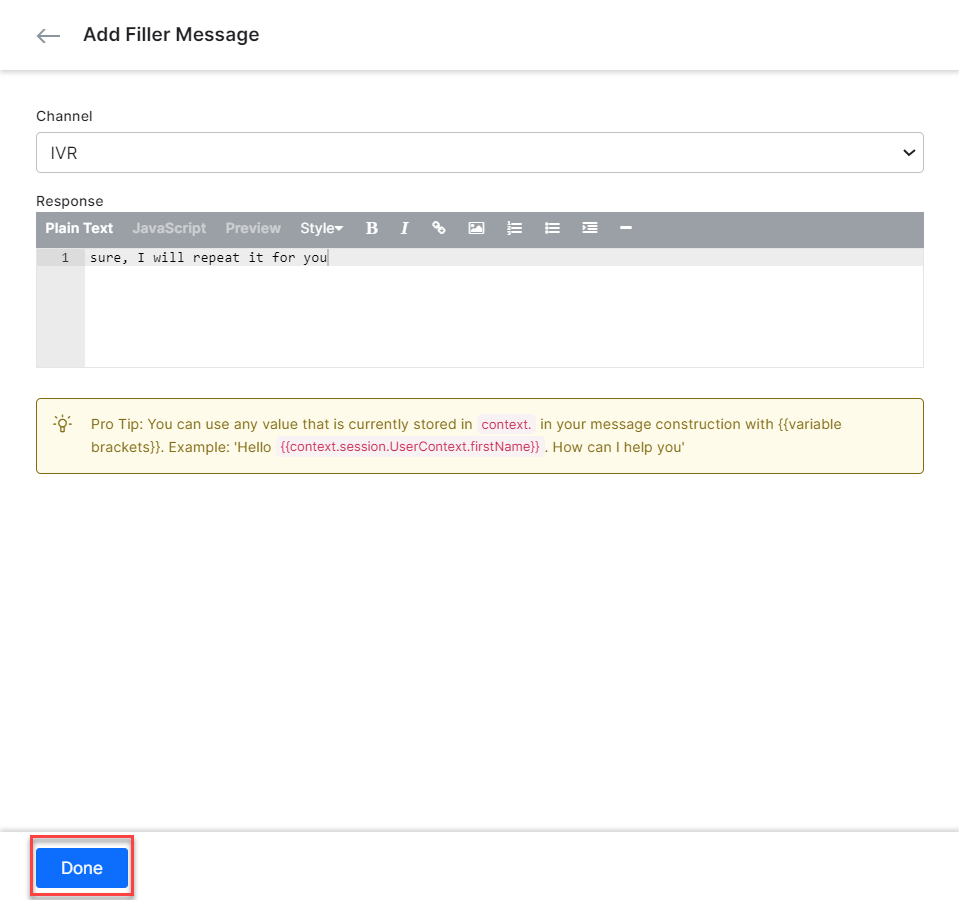 Add Filler Message
Channel
IVR
Response
Plain Text JavaScript Preview Style B I
1 sure, I will repeat it for you
Pro Tip: You can use any value that is currently stored in context. in your message construction with {{variable
brackets}}. Example: 'Hello {{context.session.UserContext.firstName}} . How can I help you'
Done